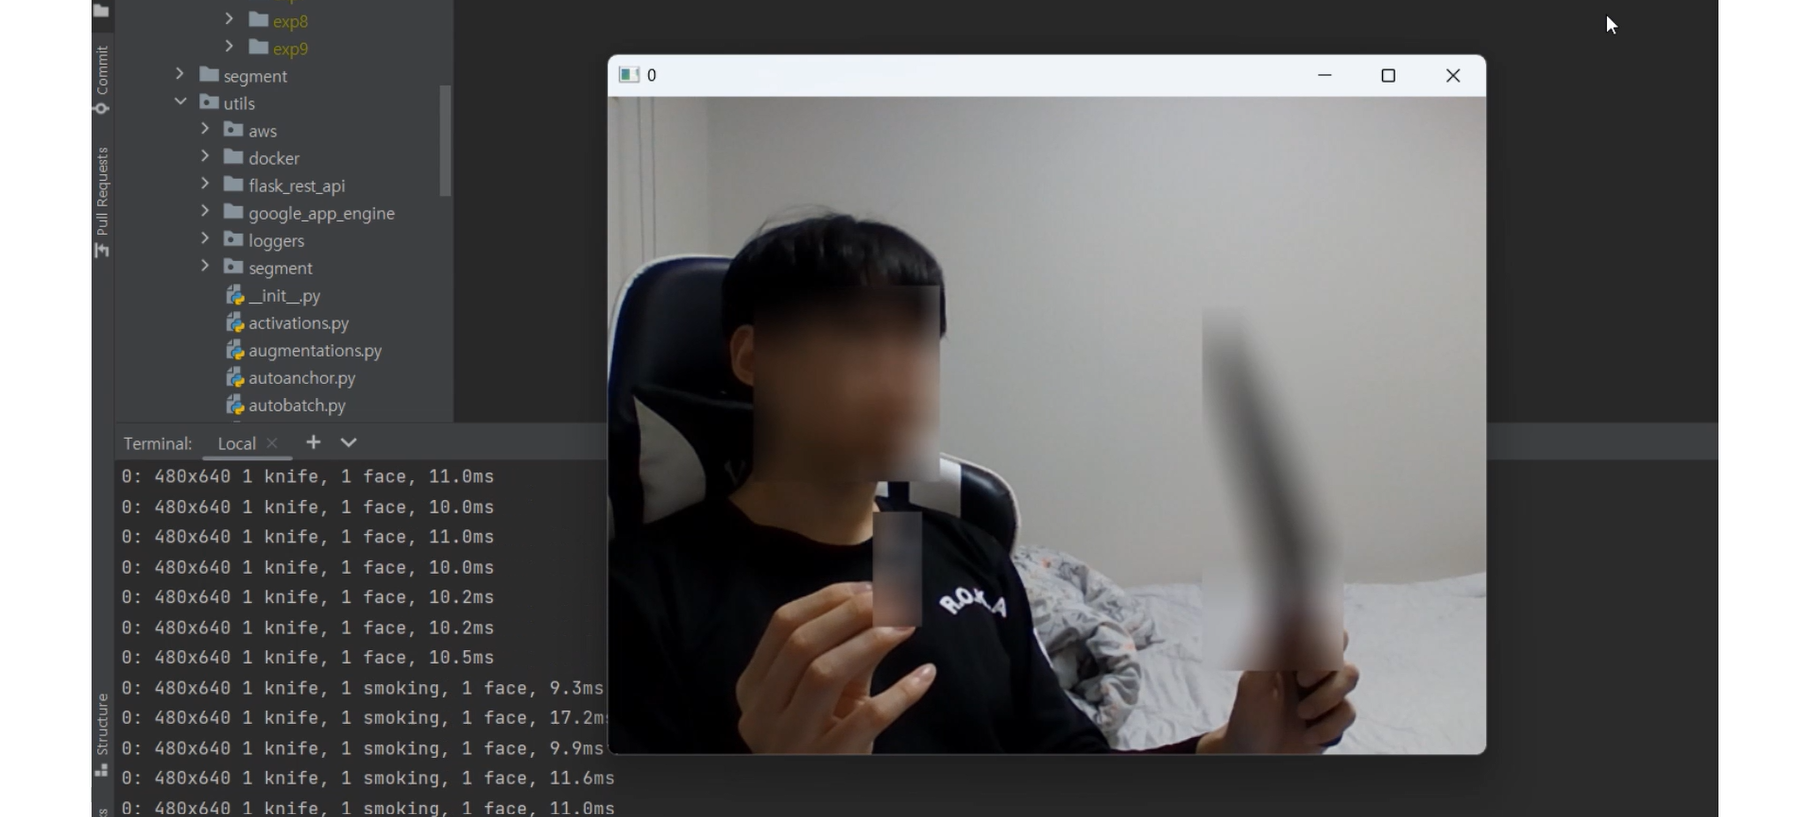 exp8
exp9
segment
utils
aws
docker
flask_rest_api
google_app_engine
loggers
segment
__init__.py
activations.py
augmentations.py
autoanchor.py
autobatch.py
Commit
Pull Requests
Structure
0
R.O.K.A
Terminal: Local
0: 480x640 1 knife, 1 face, 11.0ms
0: 480x640 1 knife, 1 face, 10.0ms
0: 480x640 1 knife, 1 face, 11.0ms
0: 480x640 1 knife, 1 face, 10.0ms
0: 480x640 1 knife, 1 face, 10.2ms
0: 480x640 1 knife, 1 face, 10.2ms
0: 480x640 1 knife, 1 face, 10.5ms
0: 480x640 1 knife, 1 smoking, 1 face, 9.3ms
0: 480x640 1 knife, 1 smoking, 1 face, 17.2ms
0: 480x640 1 knife, 1 smoking, 1 face, 9.9ms
0: 480x640 1 knife, 1 smoking, 1 face, 11.6ms
0: 480x640 1 knife, 1 smoking, 1 face, 11.0ms